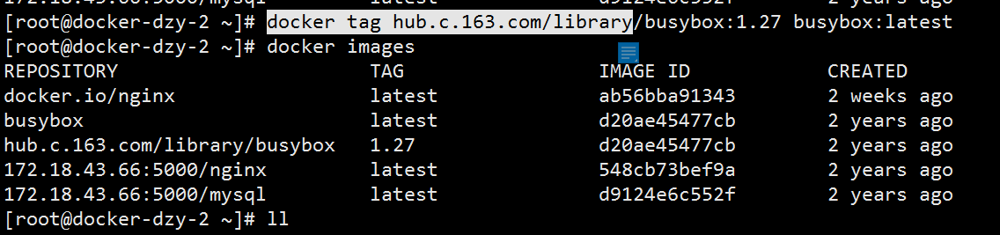 [root@docker-dzy-2 ~]# docker tag hub.c.163.com/library/busybox:1.27 busybox:latest
[root@docker-dzy-2 ~]# docker images
REPOSITORY TAG IMAGE ID CREATED
docker.io/nginx latest ab56bba91343 2 weeks ago
busybox latest d20ae45477cb 2 years ago
hub.c.163.com/library/busybox 1.27 d20ae45477cb 2 years ago
172.18.43.66:5000/nginx latest 548cb73bef9a 2 years ago
172.18.43.66:5000/mysql latest d9124e6c552f 2 years ago
[root@docker-dzy-2 ~]# ll